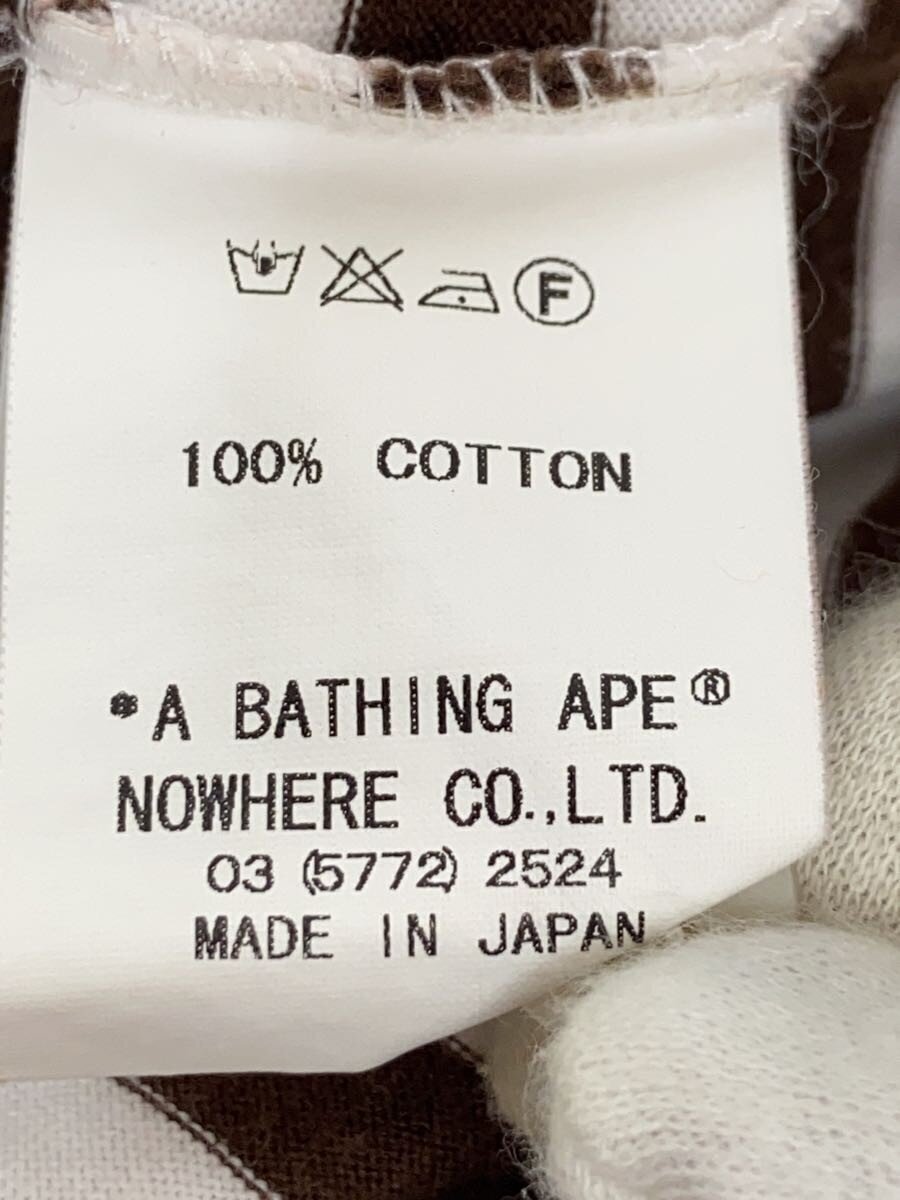 F
100% COTTON
*A BATHING APE®
NOWHERE CO.,LTD.
03 (5772) 2524
MADE IN JAPAN